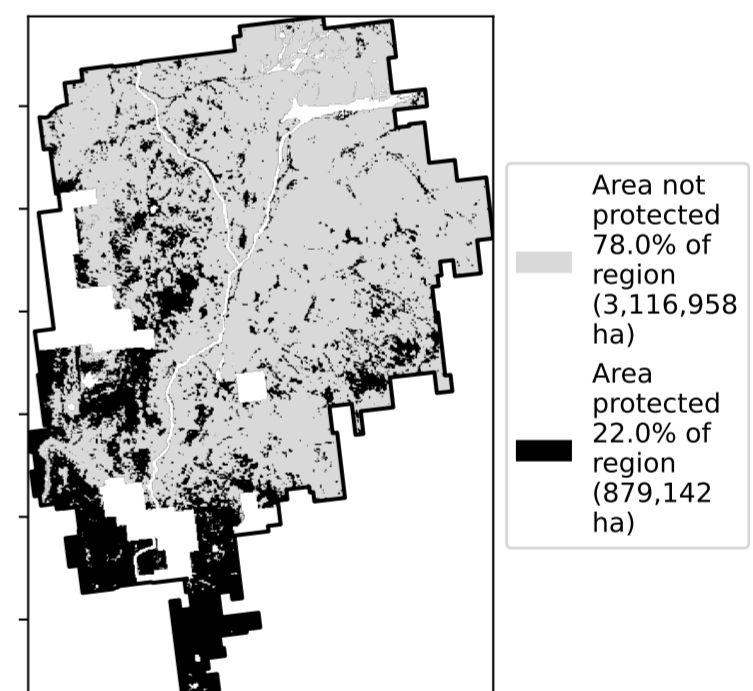 Area not
protected
78.0% of
region
(3,116,958
ha)
Area
protected
22.0% of
region
(879,142
ha)